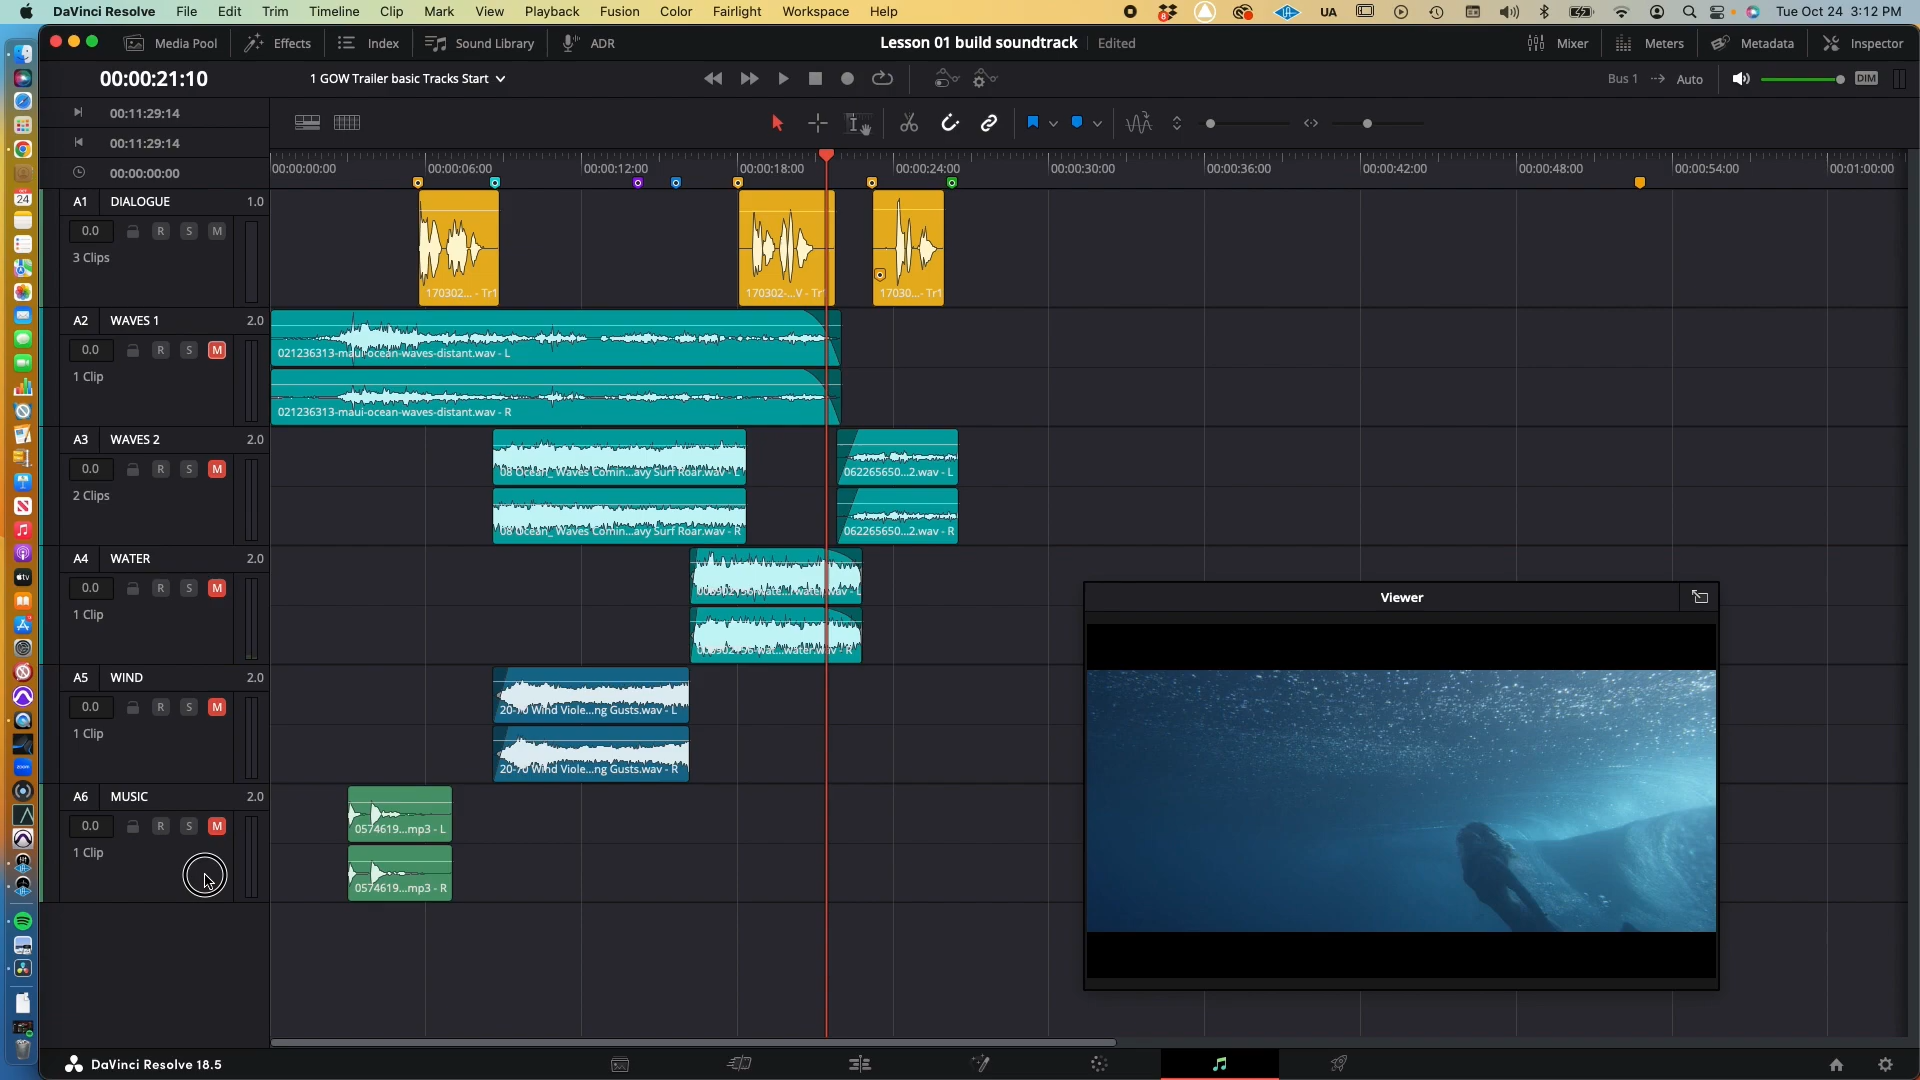 DaVinci Resolve File Edit Trim Timeline Clip Mark View Playback Fusion Color Fairlight Workspace Help UA Tue Oct 24 3:12 PM
Media Pool Effects Index Sound Library ADR Lesson 01 build soundtrack Edited Mixer Meters Metadata Inspector
00:00:21:10 1 GOW Trailer basic Tracks Start Bus 1 Auto DIM
00:11:29:14
00:11:29:14
00:00:00:00
00:00:00:00 00:00:06:00 00:00:12:00 00:00:18:00 00:00:24:00 00:00:30:00 00:00:36:00 00:00:42:00 00:00:48:00 00:00:54:00 00:01:00:00
A1 DIALOGUE 1.0
0.0 R S M
3 Clips
170302... - Tr1 170302-...V - Tr1 17030...- Tr1
A2 WAVES 1 2.0
0.0 R S M
021236313-maui-ocean-waves-distant.wav - L
1 Clip
021236313-maui-ocean-waves-distant.wav - R
A3 WAVES 2 2.0
0.0 R S M
08 Ocean_ Waves Comin...avy Surf Roar.wav - L 062265650...2.wav - L
2 Clips
08 Ocean_ Waves Comin...avy Surf Roar.wav - R 062265650...2.wav - R
A4 WATER 2.0
0.0 R S M
1 Clip
A5 WIND 2.0
0.0 R S M
20-70 Wind Viole...ng Gusts.wav - L
1 Clip
20-70 Wind Viole...ng Gusts.wav - R
A6 MUSIC 2.0
0.0 R S M
0574619...mp3 - L
1 Clip
0574619...mp3 - R
Viewer
DaVinci Resolve 18.5